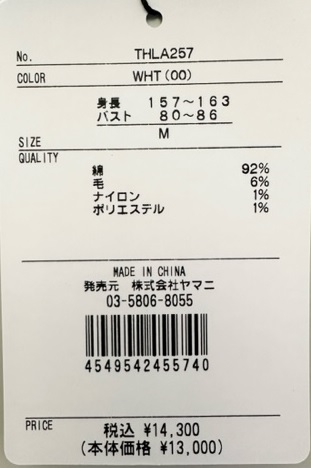 No. THLA257
COLOR WHT(00)
身長 157～163
バスト 80～86
SIZE M
QUALITY
綿 92%
毛 6%
ナイロン 1%
ポリエステル 1%
MADE IN CHINA
発売元 株式会社ヤマニ
03-5806-8055
4549542455740
PRICE 税込 ¥14,300
(本体価格 ¥13,000)